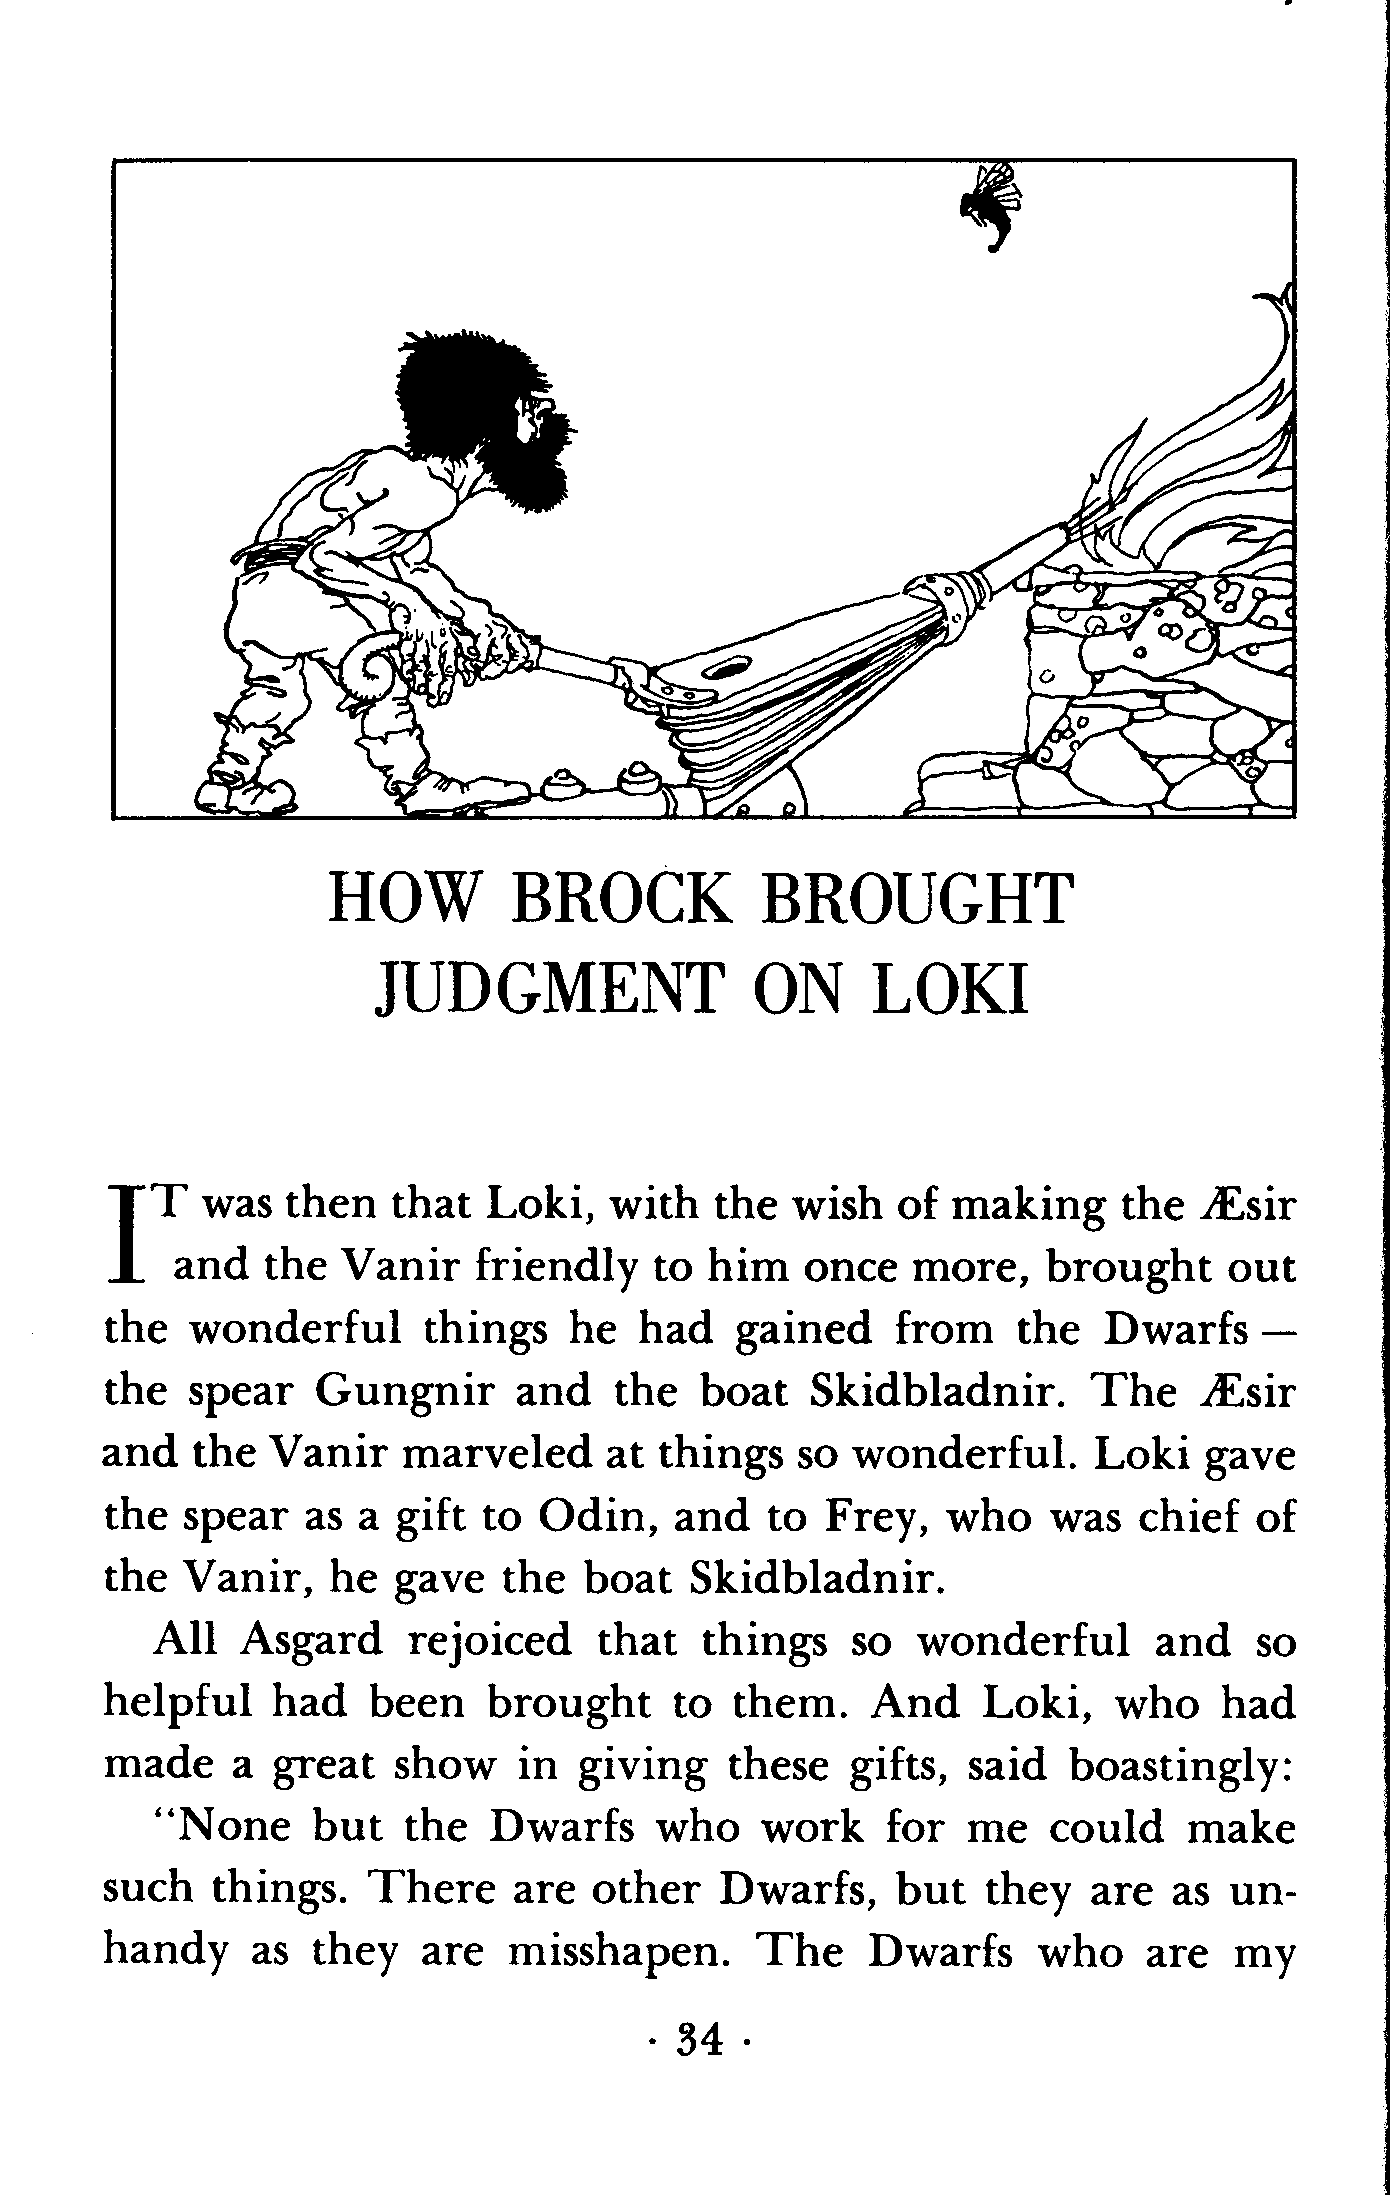 HOW BROCK BROUGHT
JUDGMENT ON LOKI
IT was then that Loki, with the wish of making the Æsir
and the Vanir friendly to him once more, brought out
the wonderful things he had gained from the Dwarfs —
the spear Gungnir and the boat Skidbladnir. The Æsir
and the Vanir marveled at things so wonderful. Loki gave
the spear as a gift to Odin, and to Frey, who was chief of
the Vanir, he gave the boat Skidbladnir.
All Asgard rejoiced that things so wonderful and so
helpful had been brought to them. And Loki, who had
made a great show in giving these gifts, said boastingly:
“None but the Dwarfs who work for me could make
such things. There are other Dwarfs, but they are as un-
handy as they are misshapen. The Dwarfs who are my
· 34 ·